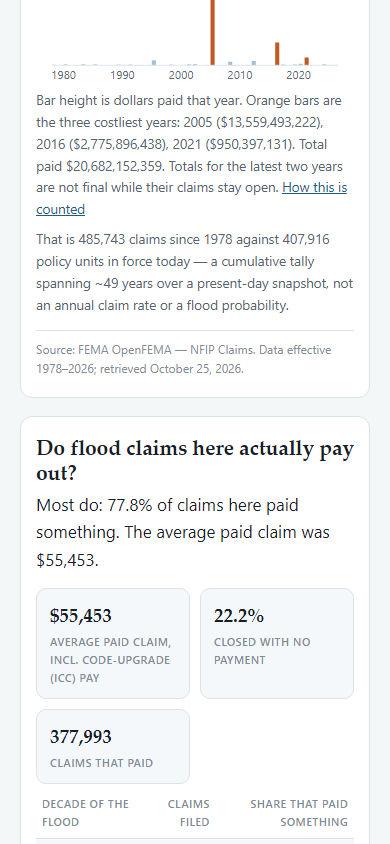 1980 1990 2000 2010 2020
Bar height is dollars paid that year. Orange bars are
the three costliest years: 2005 ($13,559,493,222),
2016 ($2,775,896,438), 2021 ($950,397,131). Total
paid $20,682,152,359. Totals for the latest two years
are not final while their claims stay open. How this is
counted
That is 485,743 claims since 1978 against 407,916
policy units in force today — a cumulative tally
spanning ~49 years over a present-day snapshot, not
an annual claim rate or a flood probability.
Source: FEMA OpenFEMA — NFIP Claims. Data effective
1978–2026; retrieved October 25, 2026.
Do flood claims here actually pay
out?
Most do: 77.8% of claims here paid
something. The average paid claim was
$55,453.
$55,453
AVERAGE PAID CLAIM,
INCL. CODE-UPGRADE
(ICC) PAY
22.2%
CLOSED WITH NO
PAYMENT
377,993
CLAIMS THAT PAID
DECADE OF THE CLAIMS SHARE THAT PAID
FLOOD FILED SOMETHING